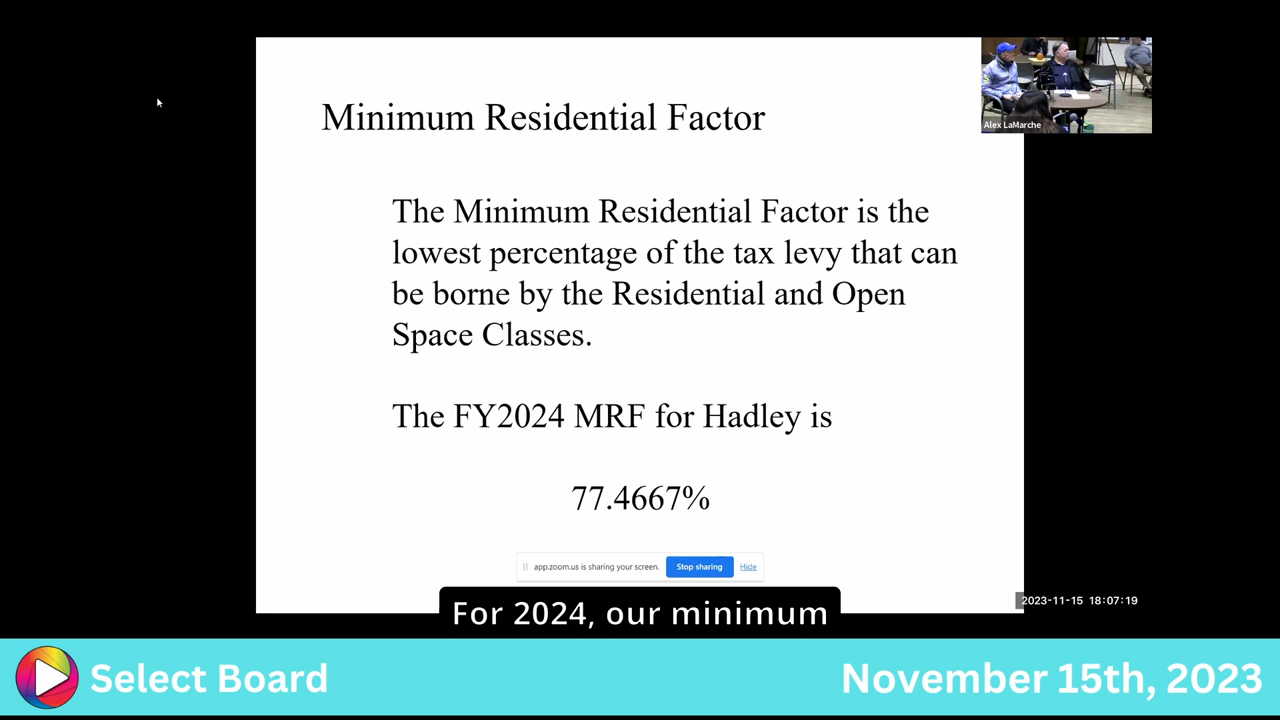 Minimum Residential Factor
The Minimum Residential Factor is the
lowest percentage of the tax levy that can
be borne by the Residential and Open
Space Classes.
The FY2024 MRF for Hadley is
77.4667%
Alex LaMarche
app.zoom.us is sharing your screen.
Stop sharing
Hide
2023-11-15 18:07:19
For 2024, our minimum
Select Board
November 15th, 2023